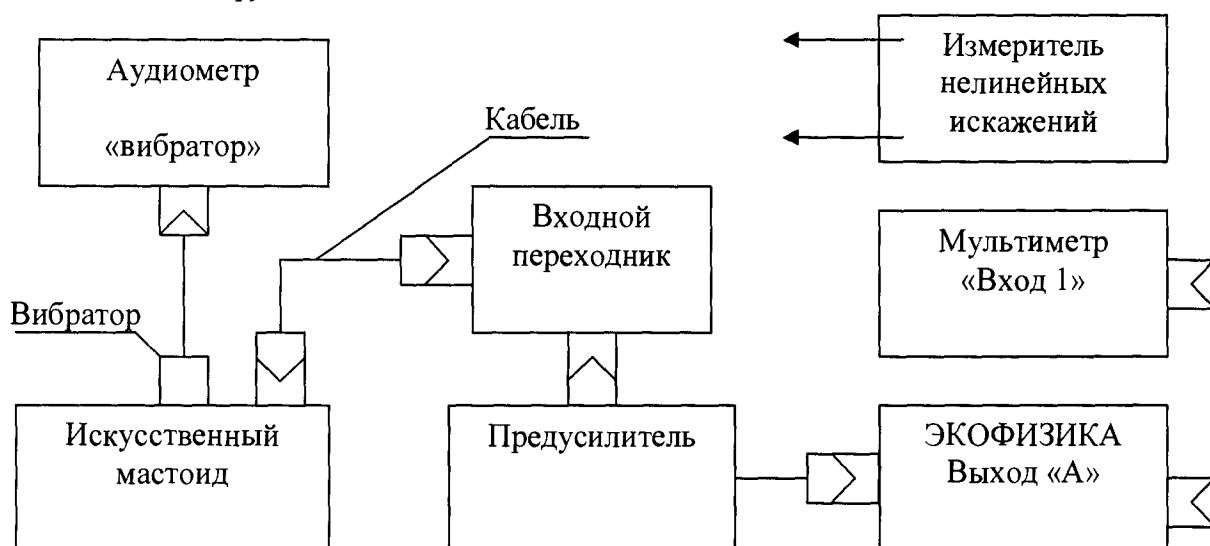 Аудиометр
«вибратор»
Кабель
Измеритель
нелинейных
искажений
Входной
переходник
Мультиметр
«Вход 1»
Вибратор
Искусственный
мастоид
Предусилитель
ЭКОФИЗИКА
Выход «А»